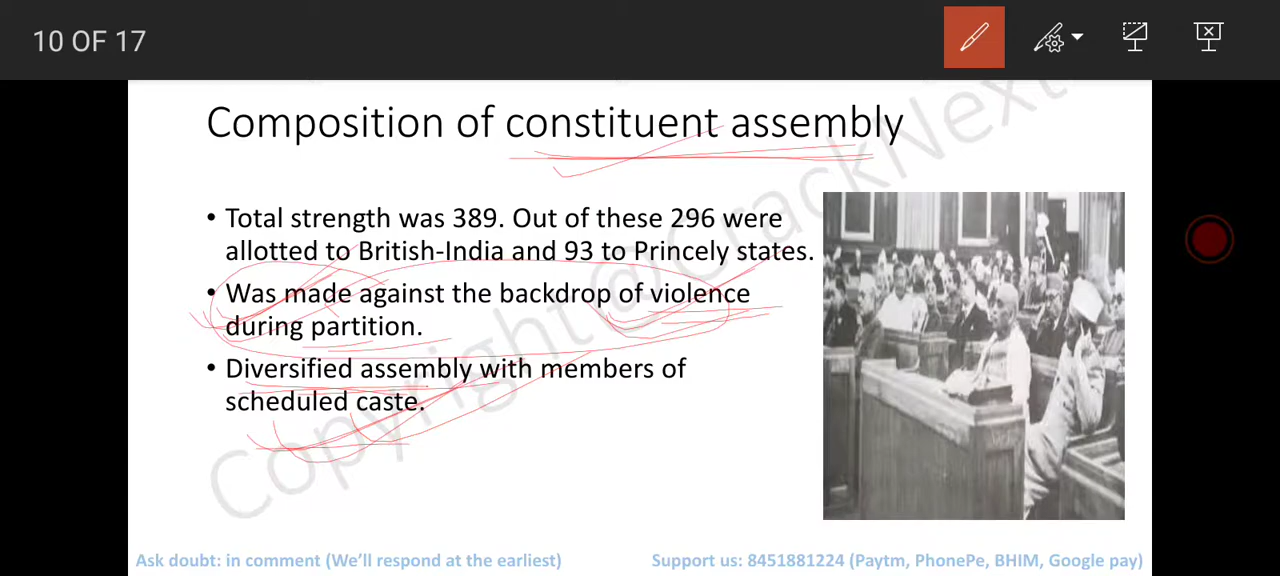 10 OF 17
Composition of constituent assembly
• Total strength was 389. Out of these 296 were
allotted to British-India and 93 to Princely states.
• Was made against the backdrop of violence
during partition.
• Diversified assembly with members of
scheduled caste.
Copyright @CrackNext
Ask doubt: in comment (We'll respond at the earliest)
Support us: 8451881224 (Paytm, PhonePe, BHIM, Google pay)